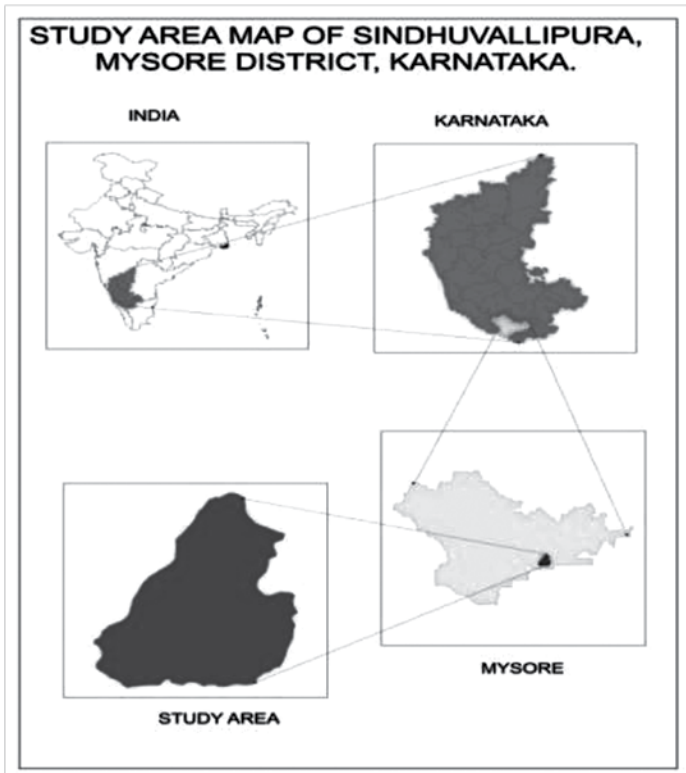 STUDY AREA MAP OF SINDHUVALLIPURA,
MYSORE DISTRICT, KARNATAKA.
INDIA
KARNATAKA
MYSORE
STUDY AREA